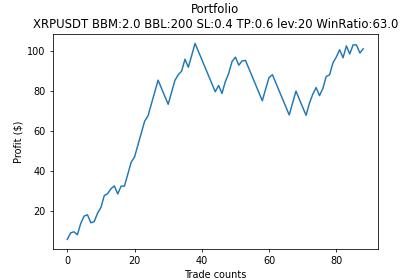 Portfolio
XRPUSDT BBM:2.0 BBL:200 SL:0.4 TP:0.6 lev:20 WinRatio:63.0
100
80
60
40
20
Profit ($)
0
20
40
60
80
Trade counts